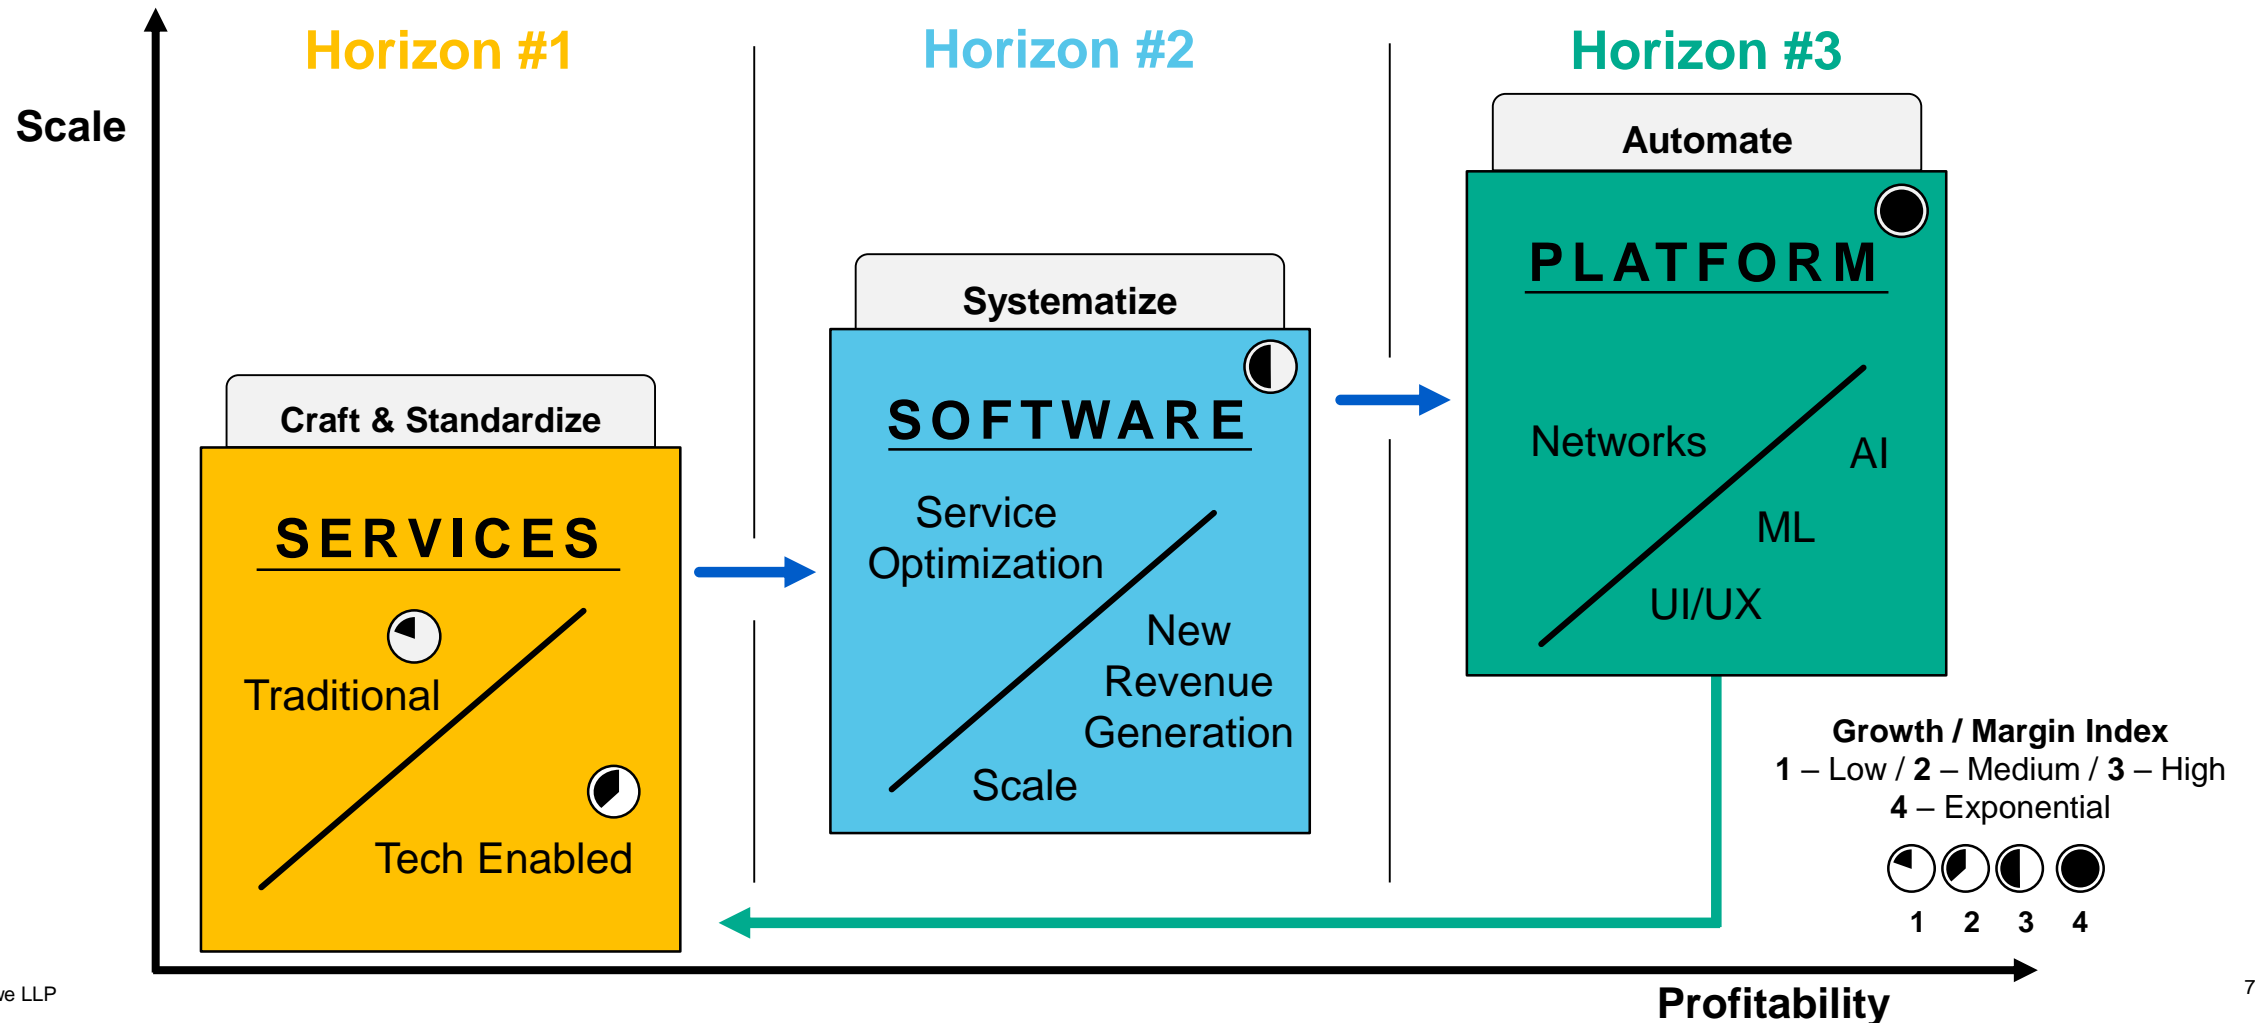 Horizon #1
Horizon #2
Horizon #3
Scale
Automate
PLATFORM
Networks
AI
ML
UI/UX
Systematize
SOFTWARE
Service
Optimization
New
Revenue
Generation
Scale
Craft & Standardize
SERVICES
Traditional
Tech Enabled
Growth / Margin Index
1 – Low / 2 – Medium / 3 – High
4 – Exponential
1 2 3 4
Profitability
LLP
7